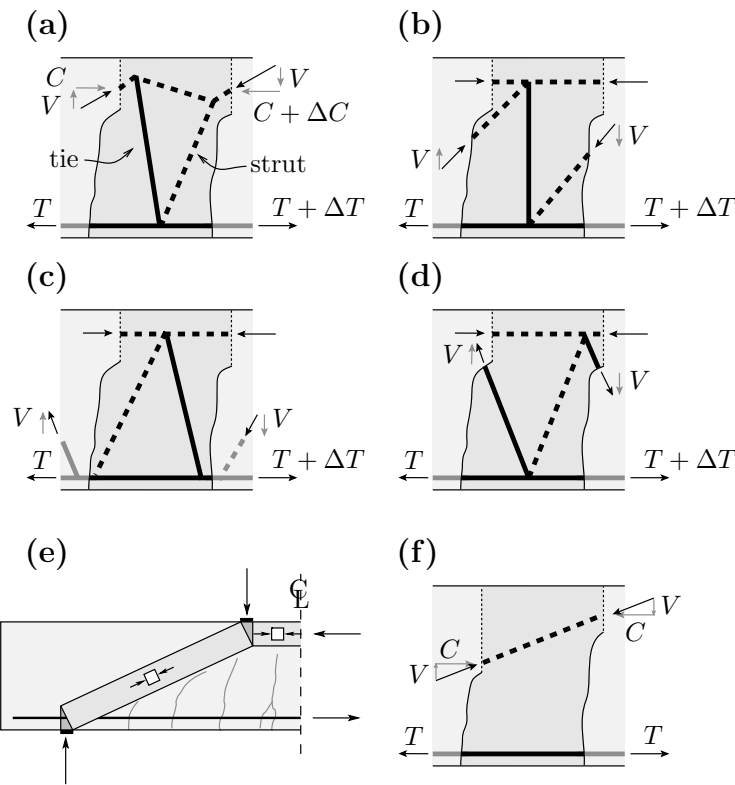 (a)
C
V
V
C + ΔC
tie
strut
T
T + ΔT
(b)
V
V
T
T + ΔT
(c)
V
V
T
T + ΔT
(d)
V
V
T
T + ΔT
(e)
℄
(f)
C
V
V
C
T
T